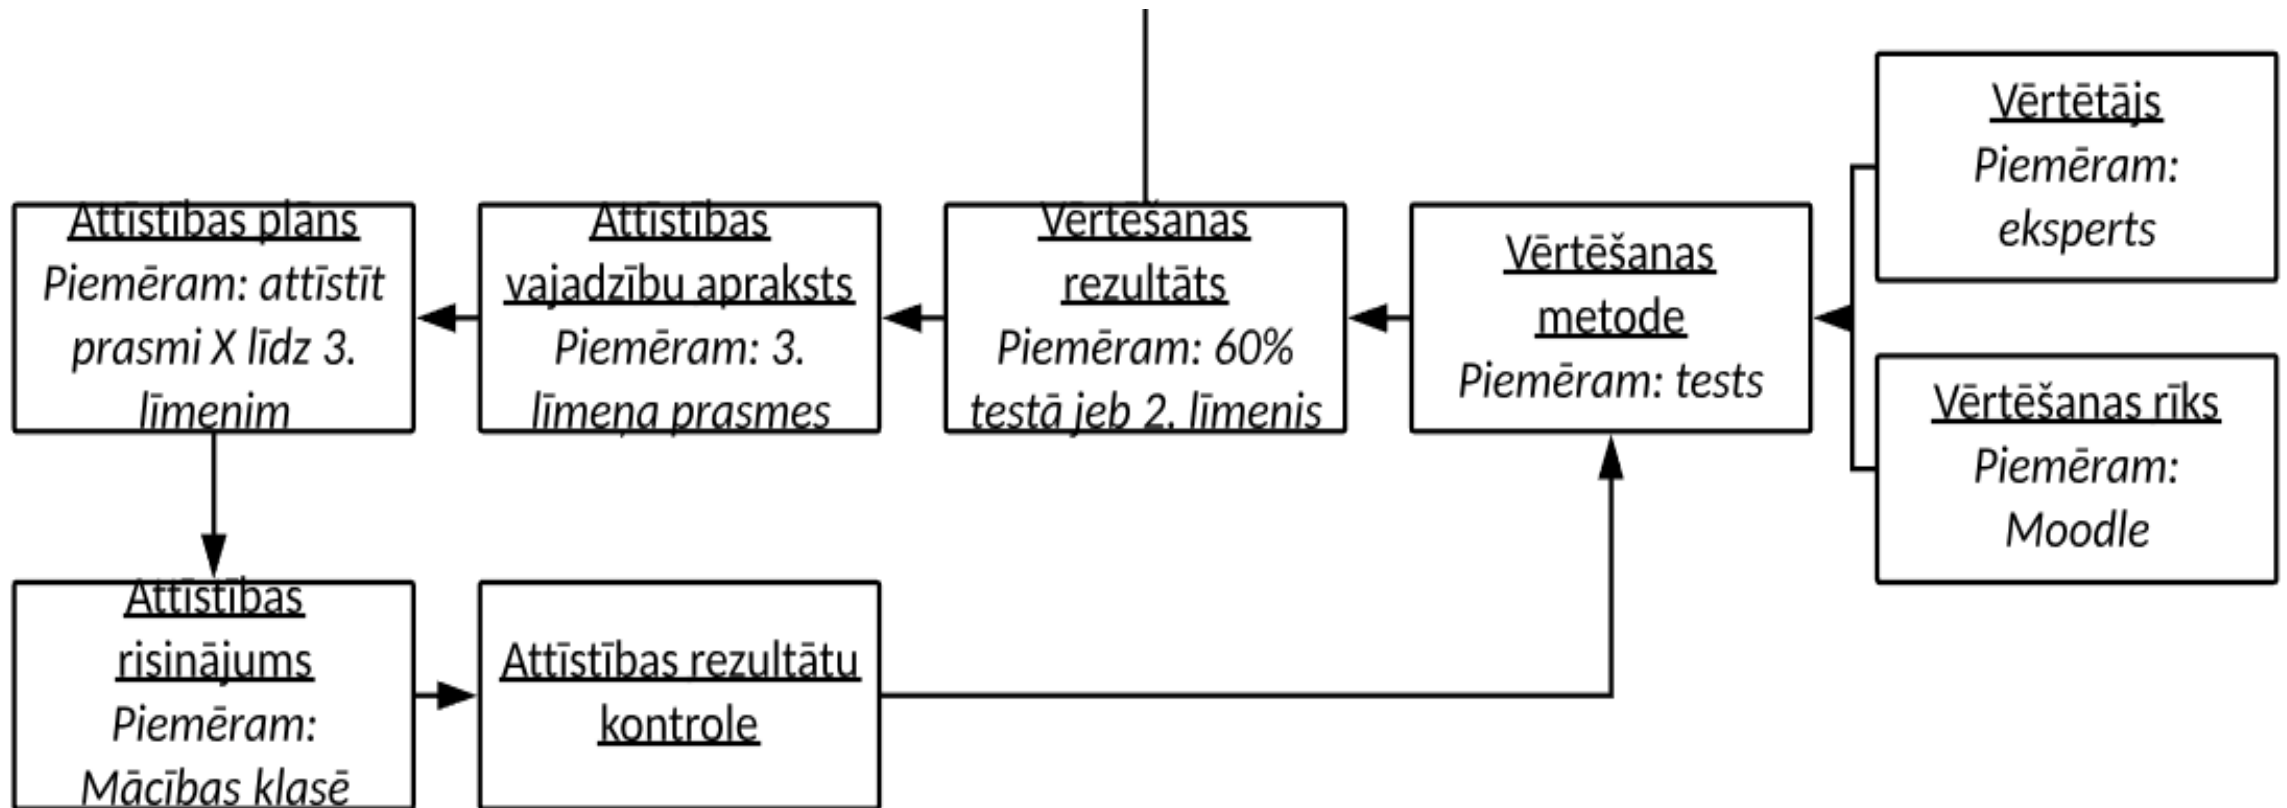 Vērtētājs
Piemēram:
eksperts
Attīstības plāns
Piemēram: attīstīt
prasmi X līdz 3.
līmenim
Attīstības
vajadzību apraksts
Piemēram: 3.
līmeņa prasmes
Vērtēšanas
rezultāts
Piemēram: 60%
testā jeb 2. līmenis
Vērtēšanas
metode
Piemēram: tests
Vērtēšanas rīks
Piemēram:
Moodle
Attīstības
risinājums
Piemēram:
Mācības klasē
Attīstības rezultātu
kontrole